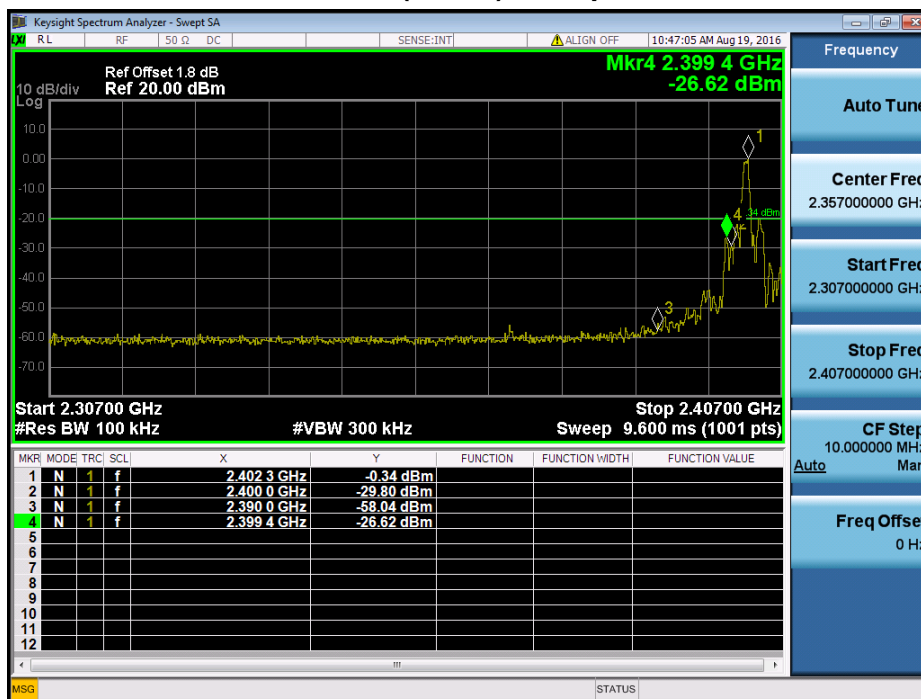 Keysight Spectrum Analyzer - Swept SA
LXI RL RF 50 Ω DC SENSE:INT ALIGN OFF 10:47:05 AM Aug 19, 2016
Frequency
Ref Offset 1.8 dB
Mkr4 2.399 4 GHz
10 dB/div Ref 20.00 dBm
-26.62 dBm
Log
Auto Tune
10.0
1
0.00
-10.0
-20.0
4 .34 dBm
-30.0
-40.0
-50.0
3
-60.0
-70.0
Center Freq
2.357000000 GHz
Start Freq
2.307000000 GHz
Stop Freq
2.407000000 GHz
Start 2.30700 GHz Stop 2.40700 GHz
#Res BW 100 kHz #VBW 300 kHz Sweep 9.600 ms (1001 pts)
CF Step
10.000000 MHz
Auto Man
MKR MODE TRC SCL X Y FUNCTION FUNCTION WIDTH FUNCTION VALUE
1 N 1 f 2.402 3 GHz -0.34 dBm
2 N 1 f 2.400 0 GHz -29.80 dBm
3 N 1 f 2.390 0 GHz -58.04 dBm
4 N 1 f 2.399 4 GHz -26.62 dBm
5
6
7
8
9
10
11
12
Freq Offset
0 Hz
MSG STATUS